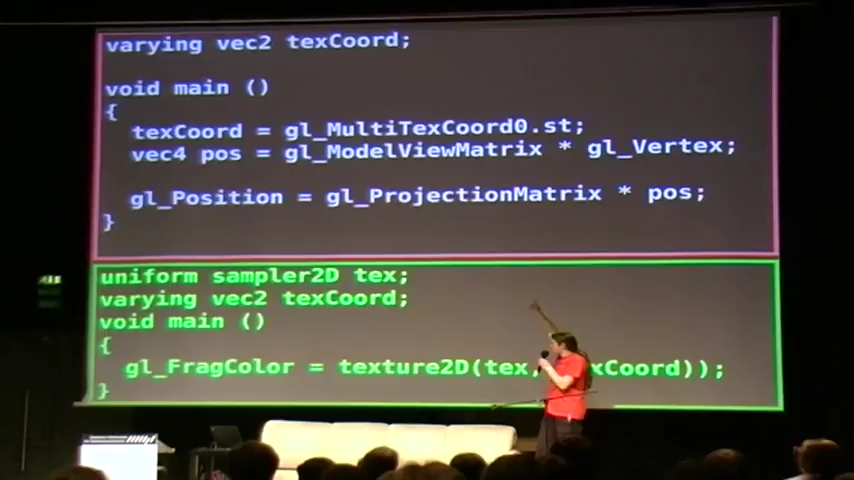 varying vec2 texCoord;
void main ()
{
texCoord = gl_MultiTexCoord0.st;
vec4 pos = gl_ModelViewMatrix * gl_Vertex;
gl_Position = gl_ProjectionMatrix * pos;
}
uniform sampler2D tex;
varying vec2 texCoord;
void main ()
{
gl_FragColor = texture2D(tex, xCoord));
}